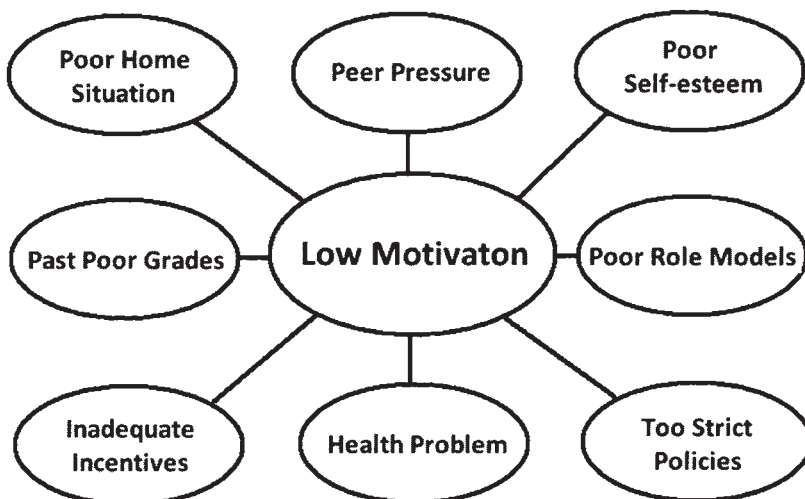 Poor Home
Situation
Peer Pressure
Poor
Self-esteem
Past Poor Grades
Low Motivaton
Poor Role Models
Inadequate
Incentives
Health Problem
Too Strict
Policies